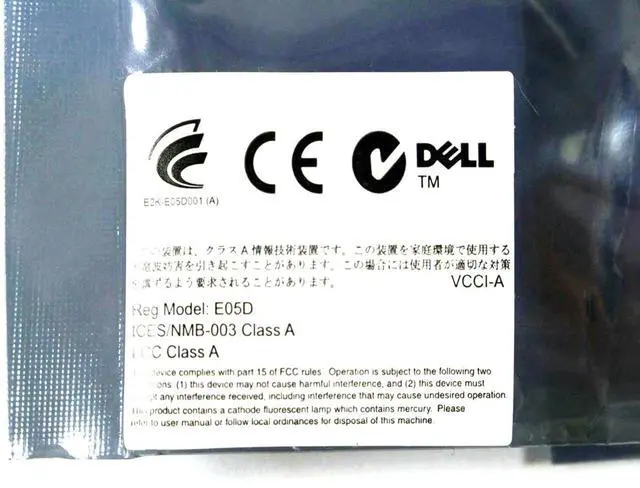 CE
DELL
TM
E2K-E05D001 (A)
の装置は、クラスA情報技術装置です。この装置を家庭環境で使用する
波妨害を引き起こすことがあります。この場合には使用者が適切な対策
を講ずるよう要求されることがあります。
VCCI-A
Reg Model: E05D
ICES/NMB-003 Class A
FCC Class A
device complies with part 15 of FCC rules. Operation is subject to the following two
ons. (1) this device may not cause harmful interference, and (2) this device must
any interference received, including interference that may cause undesired operation.
This product contains a cathode fluorescent lamp which contains mercury. Please
refer to user manual or follow local ordinances for disposal of this machine.